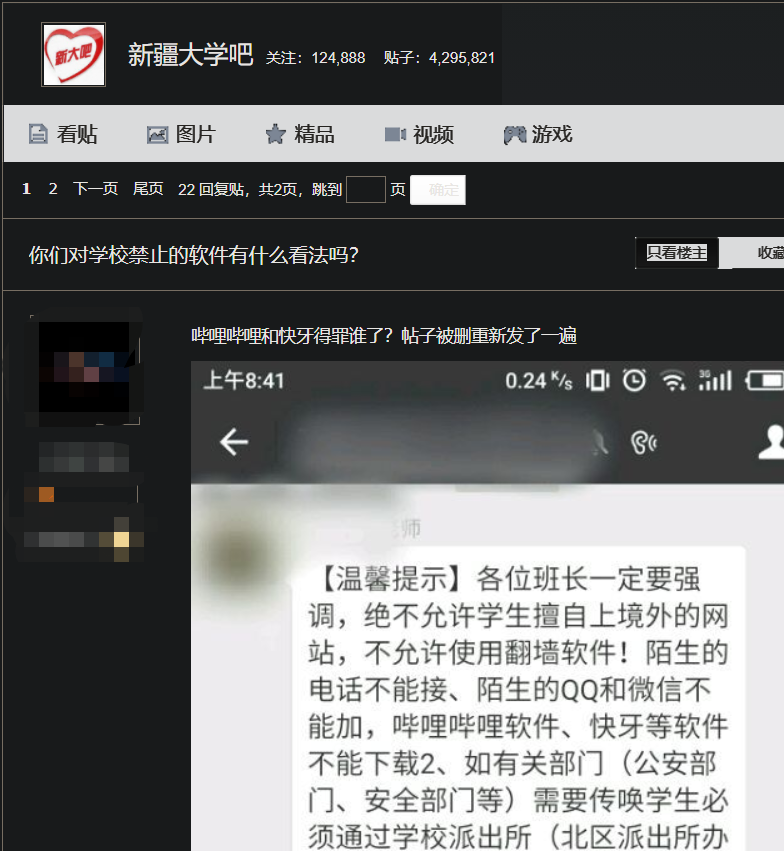 新大吧
新疆大学吧 关注：124,888 贴子：4,295,821
看贴 图片 精品 视频 游戏
1 2 下一页 尾页 22 回复贴，共2页，跳到 页 确定
你们对学校禁止的软件有什么看法吗？
只看楼主 收藏
哔哩哔哩和快牙得罪谁了？帖子被删重新发了一遍
上午8:41 0.24 K/s 3G
师
【温馨提示】各位班长一定要强
调，绝不允许学生擅自上境外的网
站，不允许使用翻墙软件！陌生的
电话不能接、陌生的QQ和微信不
能加，哔哩哔哩软件、快牙等软件
不能下载2、如有关部门（公安部
门、安全部门等）需要传唤学生必
须通过学校派出所（北区派出所办